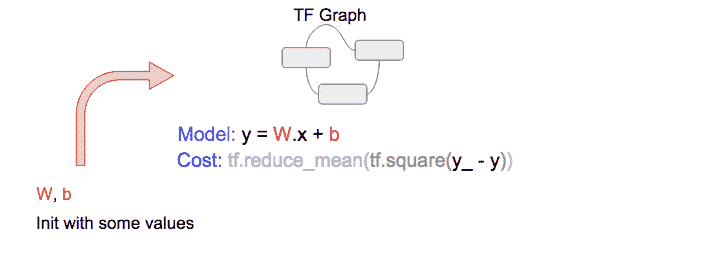 TF Graph
Model: y = W.x + b
Cost: tf.reduce_mean(tf.square(y_ - y))
W, b
Init with some values